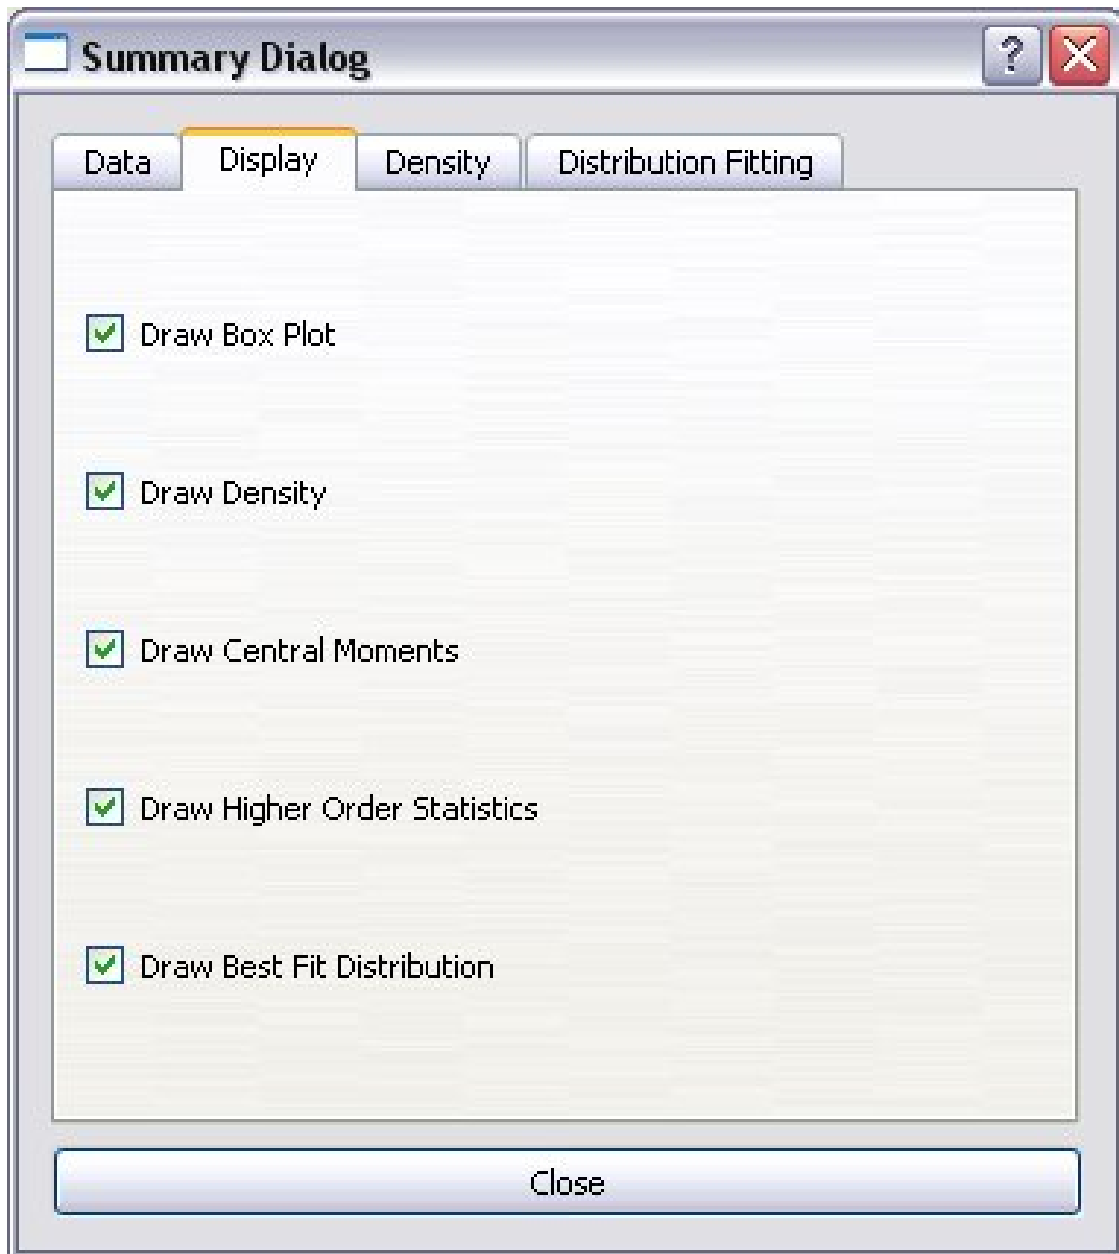 Summary Dialog
?
Data Display Density Distribution Fitting
Draw Box Plot
Draw Density
Draw Central Moments
Draw Higher Order Statistics
Draw Best Fit Distribution
Close